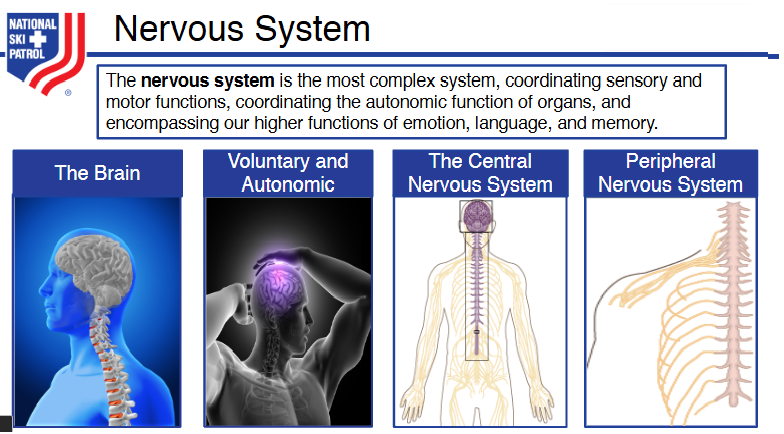 NATIONAL
SKI
PATROL
®
Nervous System
The nervous system is the most complex system, coordinating sensory and
motor functions, coordinating the autonomic function of organs, and
encompassing our higher functions of emotion, language, and memory.
The Brain
Voluntary and
Autonomic
The Central
Nervous System
Peripheral
Nervous System